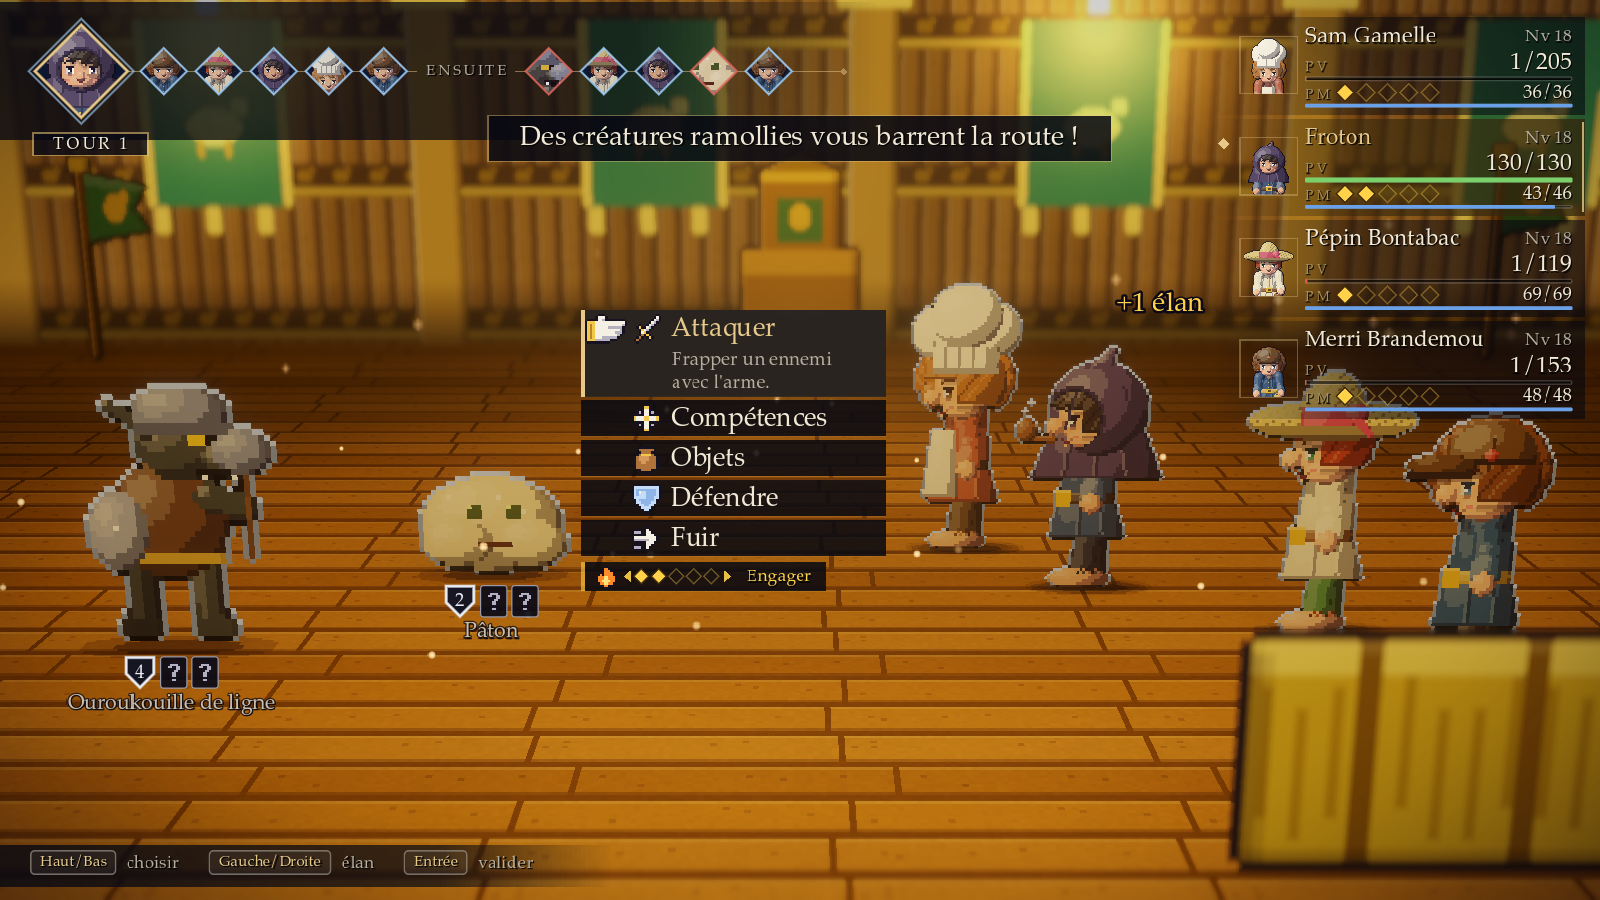 ENSUITE
TOUR 1
Des créatures ramollies vous barrent la route !
Sam Gamelle Nv 18
PV 1/205
PM 36/36
Froton Nv 18
PV 130/130
PM 43/46
Pépin Bontabac Nv 18
PV 1/119
PM 69/69
Merri Brandemou Nv 18
PV 1/153
PM 48/48
+1 élan
Attaquer
Frapper un ennemi
avec l'arme.
Compétences
Objets
Défendre
Fuir
Engager
2 ? ?
Pâton
4 ? ?
Ouroukouille de ligne
Haut/Bas choisir Gauche/Droite élan Entrée valider